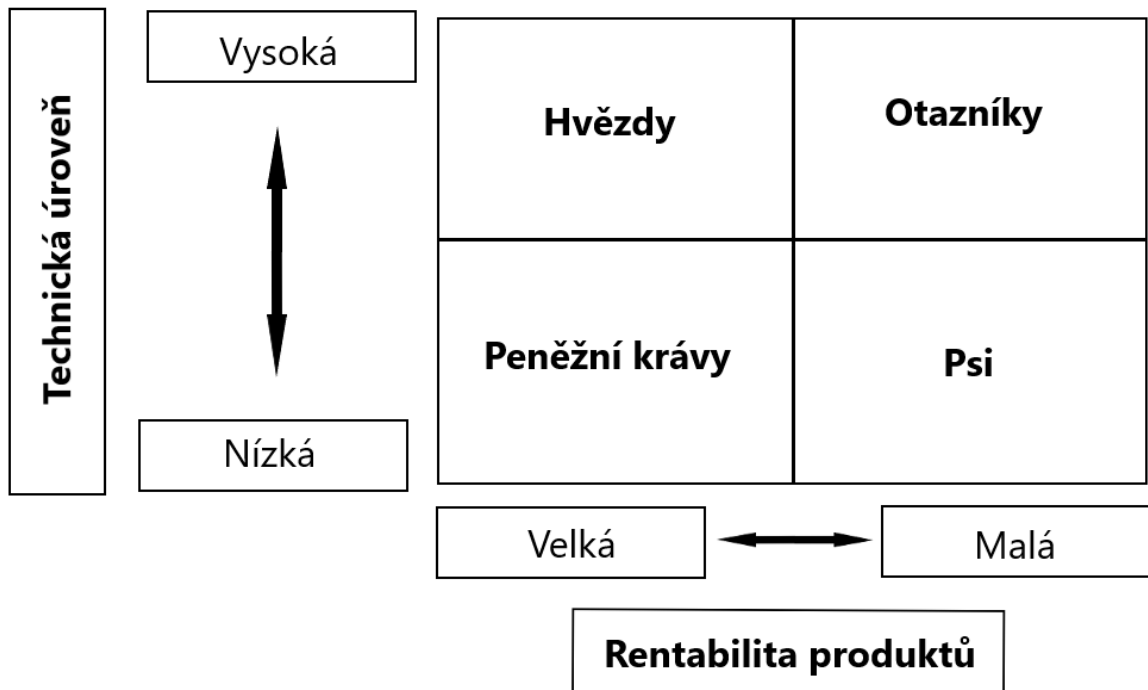 Technická úroveň
Vysoká
Nízká
Hvězdy
Otazníky
Peněžní krávy
Psi
Velká
Malá
Rentabilita produktů